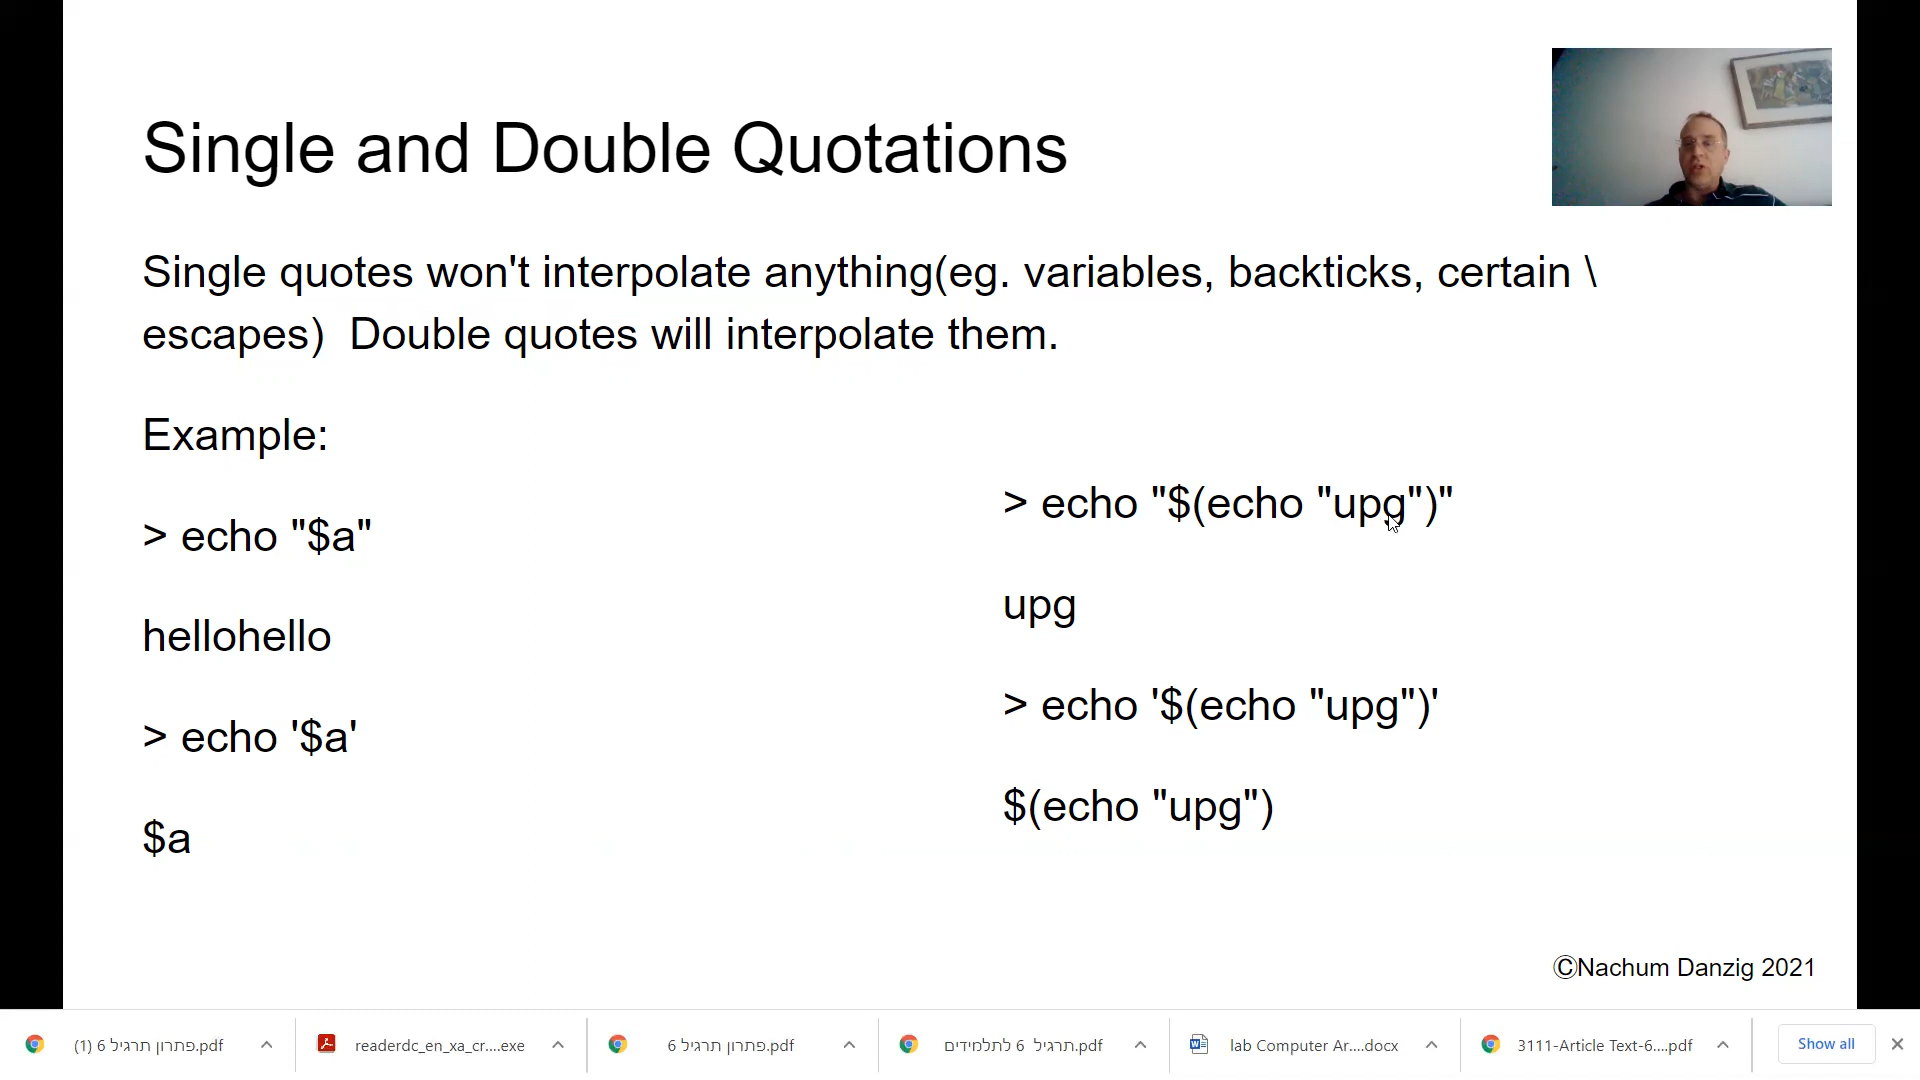 Single and Double Quotations
Single quotes won't interpolate anything(eg. variables, backticks, certain \
escapes)  Double quotes will interpolate them.
Example:
> echo "$a"
hellohello
> echo '$a'
$a
> echo "$(echo "upg")"
upg
> echo '$(echo "upg")'
$(echo "upg")
©Nachum Danzig 2021
פתרון תרגיל 6 (1).pdf
readerdc_en_xa_cr....exe
פתרון תרגיל 6.pdf
תרגיל  6 לתלמידים.pdf
lab Computer Ar....docx
3111-Article Text-6....pdf
Show all